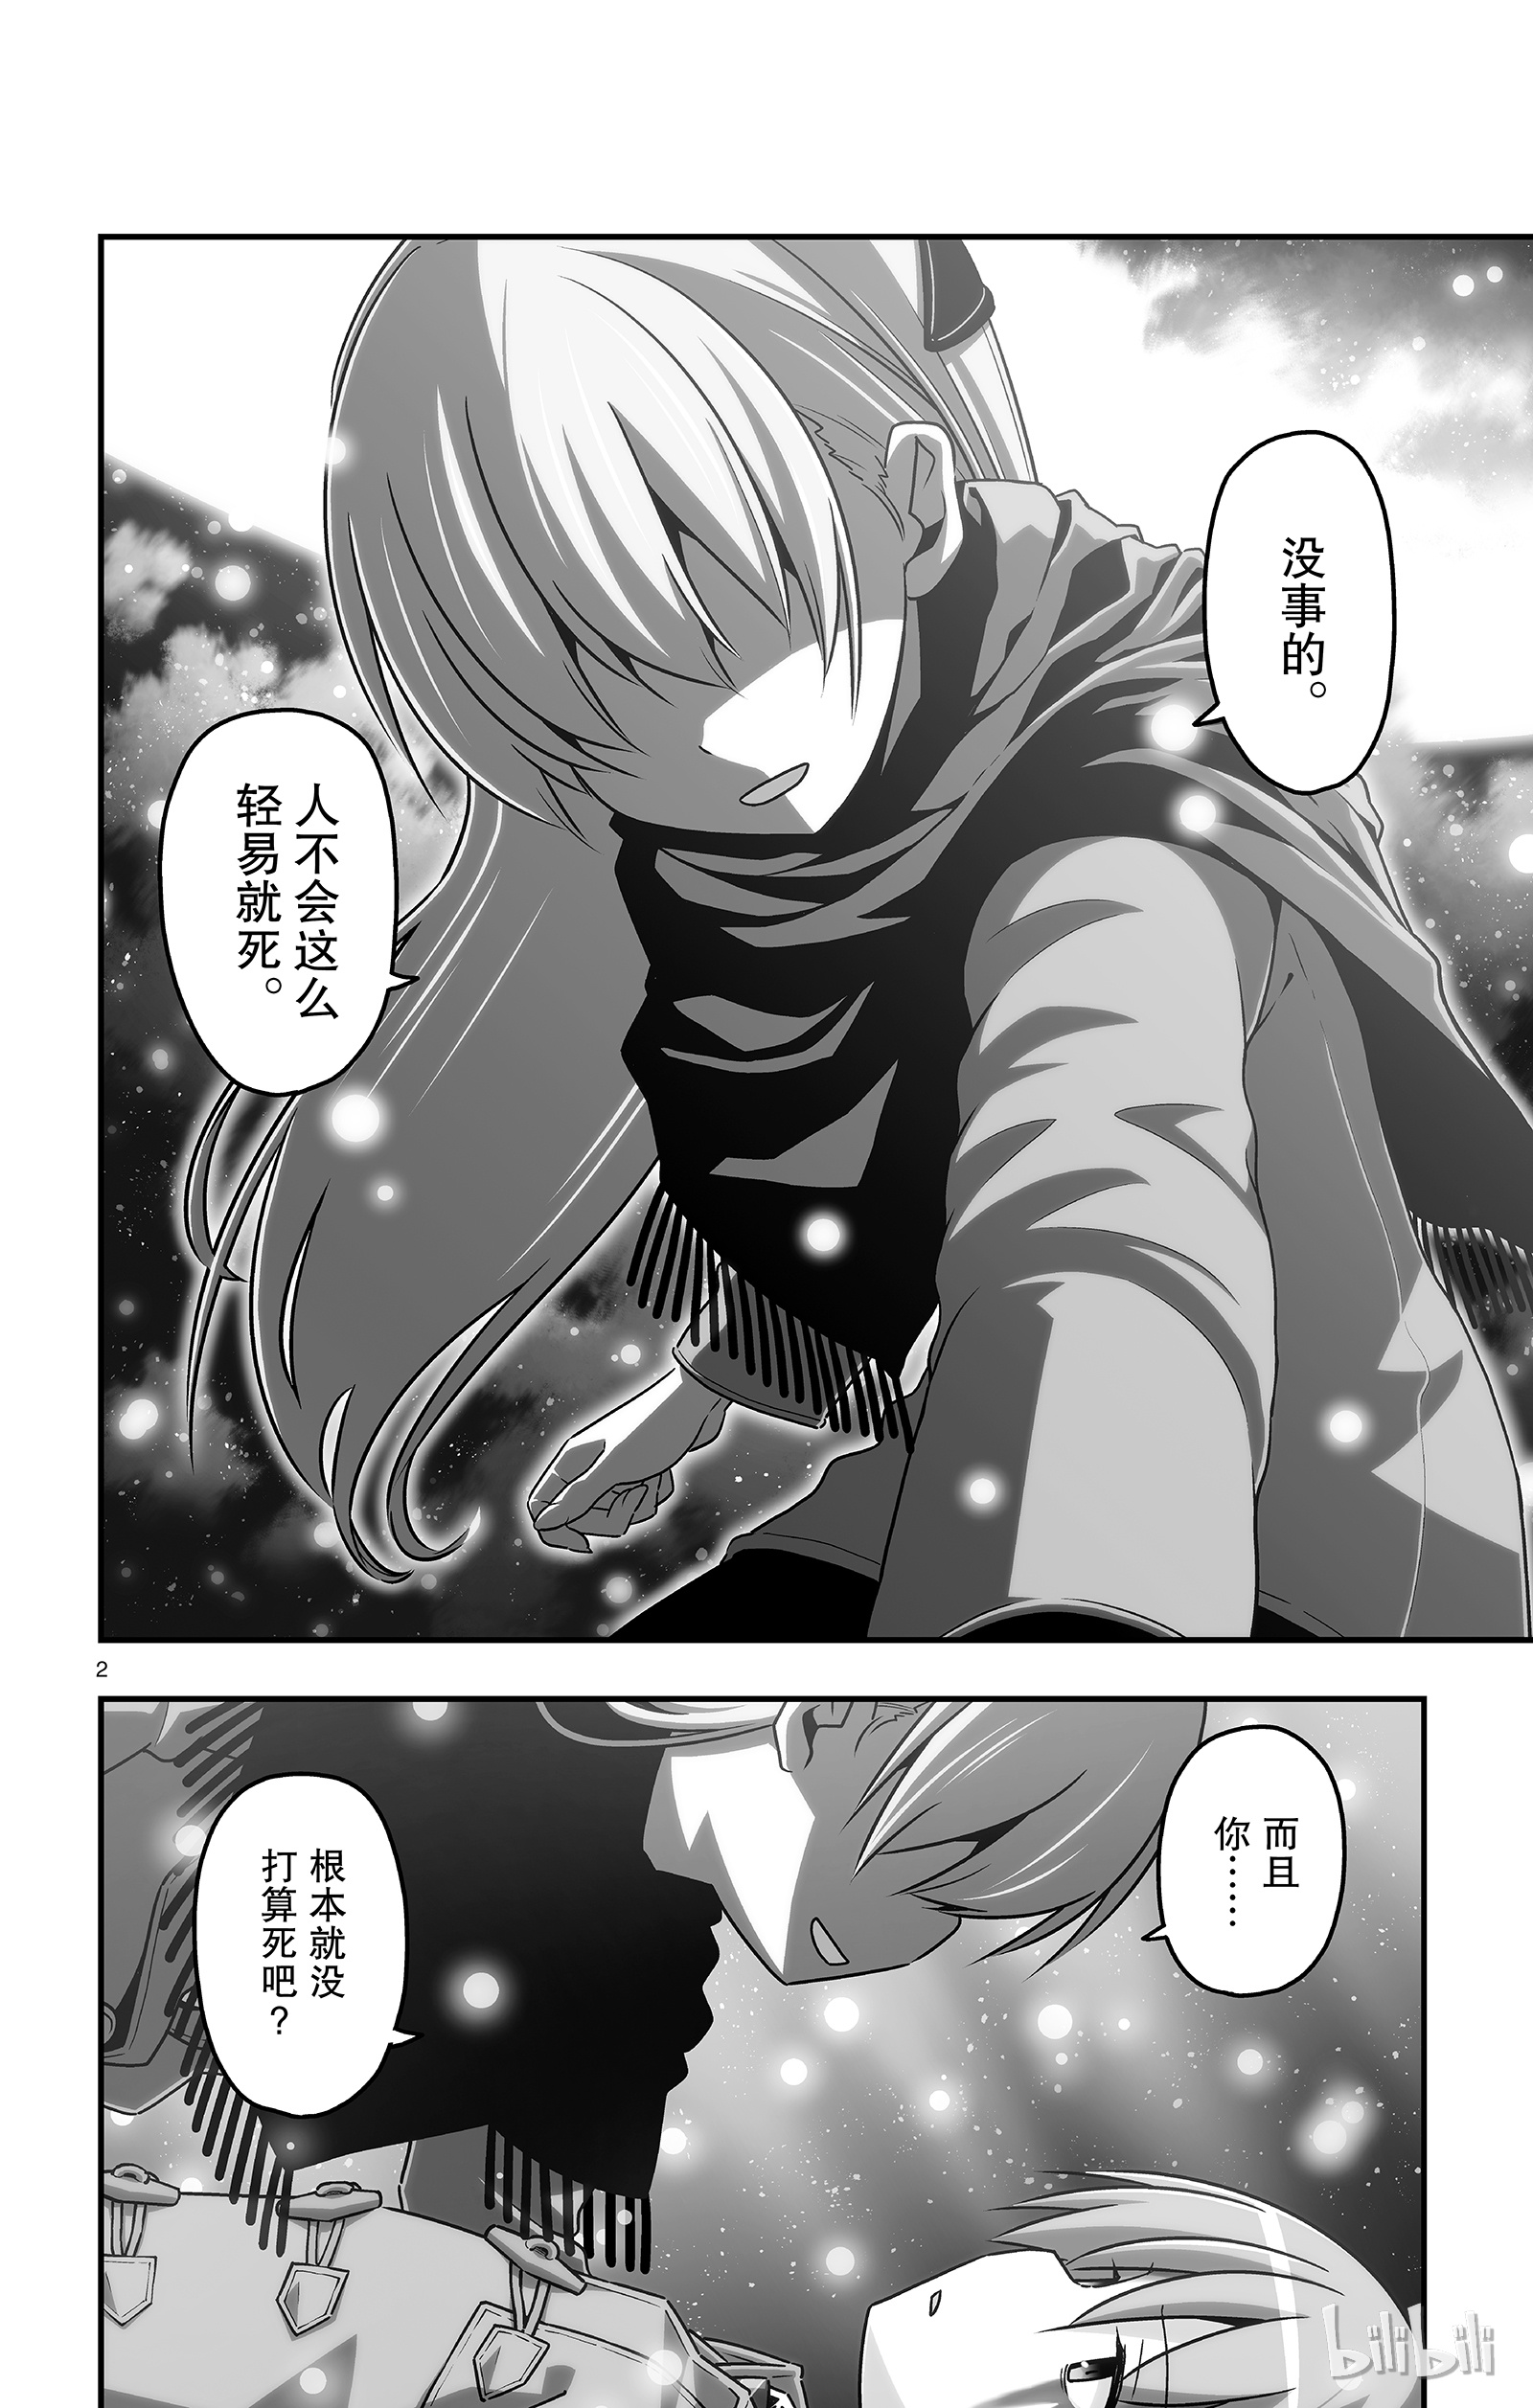 没事的。
人不会这么
轻易就死。
2
而且
你……
根本就没
打算死吧？
bilibili